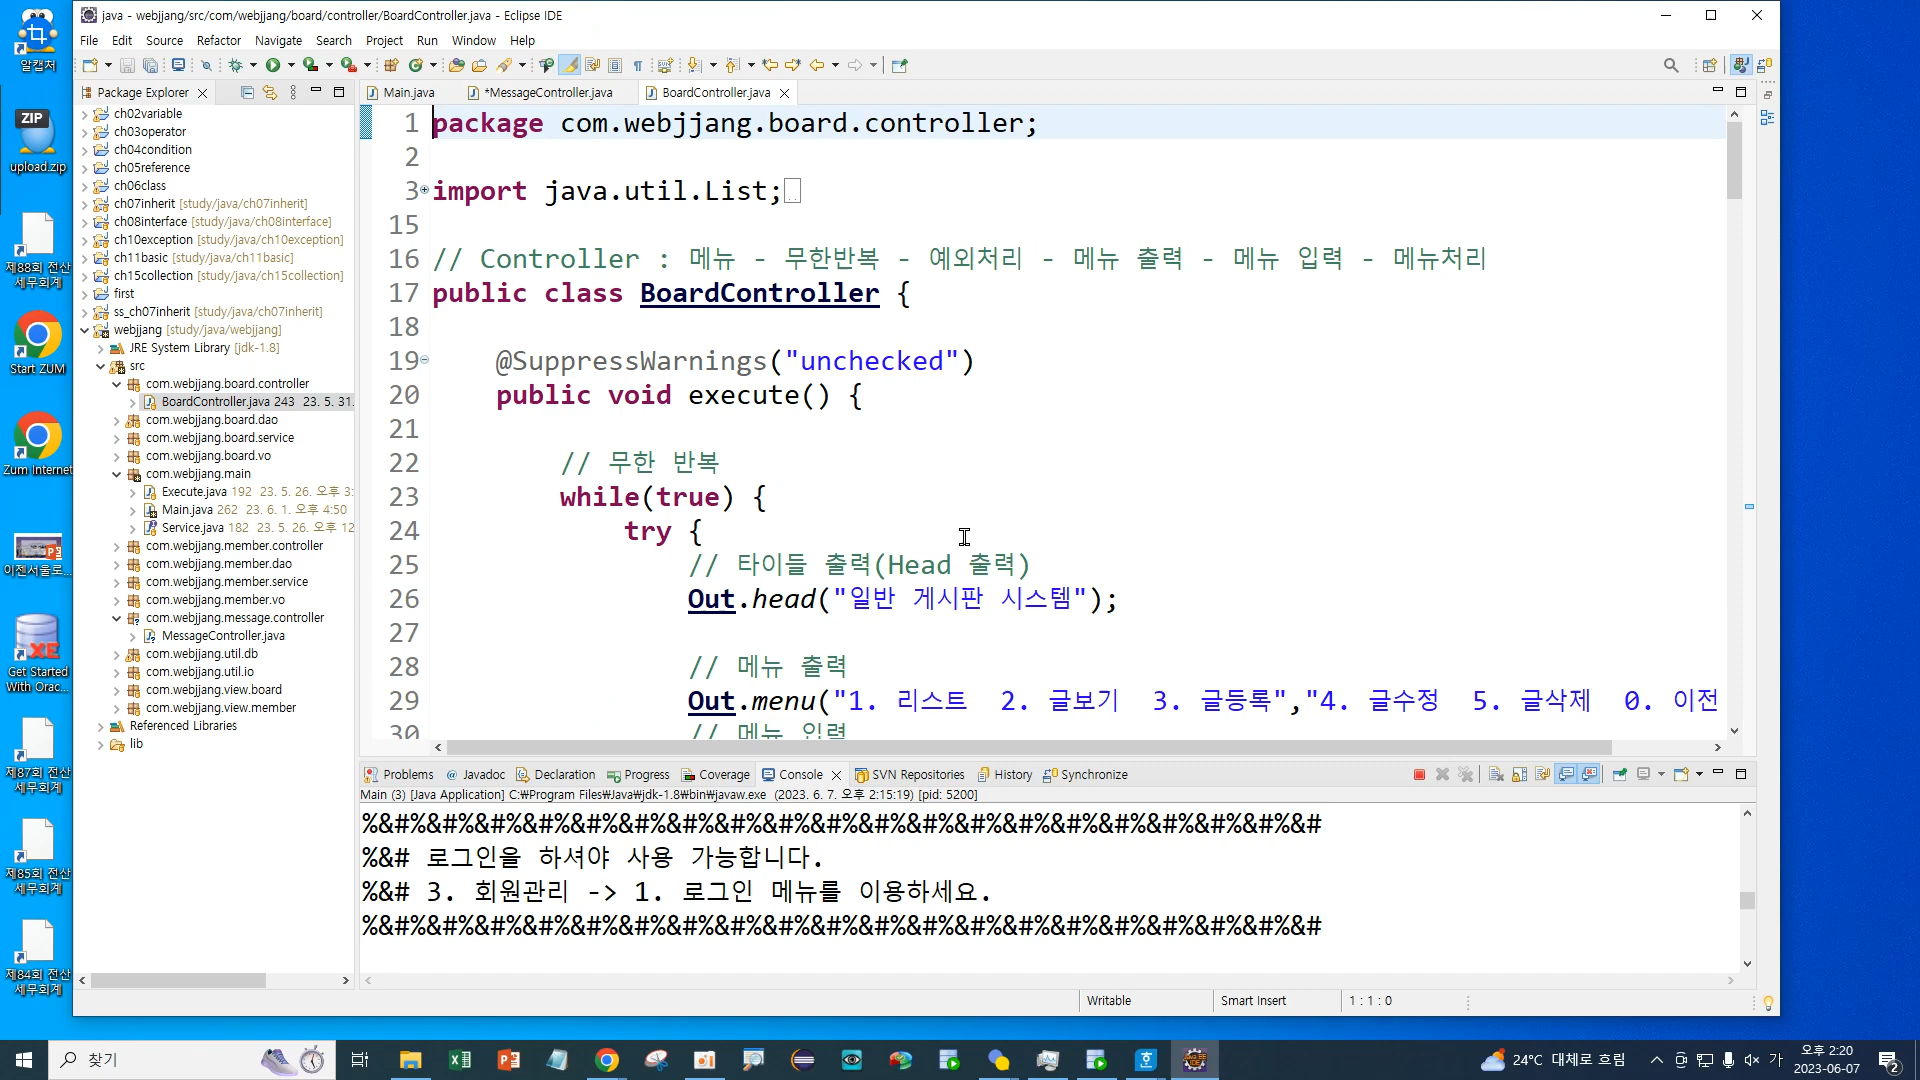 java - webjjang/src/com/webjjang/board/controller/BoardController.java - Eclipse IDE
File Edit Source Refactor Navigate Search Project Run Window Help
Package Explorer
ch02variable
ch03operator
ch04condition
ch05reference
ch06class
ch07inherit [study/java/ch07inherit]
ch08interface [study/java/ch08interface]
ch10exception [study/java/ch10exception]
ch11basic [study/java/ch11basic]
ch15collection [study/java/ch15collection]
first
ss_ch07inherit [study/java/ch07inherit]
webjjang [study/java/webjjang]
JRE System Library [jdk-1.8]
src
com.webjjang.board.controller
BoardController.java 243 23. 5. 31.
com.webjjang.board.dao
com.webjjang.board.service
com.webjjang.board.vo
com.webjjang.main
Execute.java 192 23. 5. 26. 오후 3:
Main.java 262 23. 6. 1. 오후 4:50
Service.java 182 23. 5. 26. 오후 12
com.webjjang.member.controller
com.webjjang.member.dao
com.webjjang.member.service
com.webjjang.member.vo
com.webjjang.message.controller
MessageController.java
com.webjjang.util.db
com.webjjang.util.io
com.webjjang.view.board
com.webjjang.view.member
Referenced Libraries
lib
Main.java *MessageController.java BoardController.java
1 package com.webjjang.board.controller;
2
3 import java.util.List;
15
16 // Controller : 메뉴 - 무한반복 - 예외처리 - 메뉴 출력 - 메뉴 입력 - 메뉴처리
17 public class BoardController {
18
19 @SuppressWarnings("unchecked")
20 public void execute() {
21
22 // 무한 반복
23 while(true) {
24 try {
25 // 타이들 출력(Head 출력)
26 Out.head("일반 게시판 시스템");
27
28 // 메뉴 출력
29 Out.menu("1. 리스트 2. 글보기 3. 글등록","4. 글수정 5. 글삭제 0. 이전
30 // 메뉴 입력
Problems Javadoc Declaration Progress Coverage Console SVN Repositories History Synchronize
Main (3) [Java Application] C:₩Program Files₩Java₩jdk-1.8₩bin₩javaw.exe (2023. 6. 7. 오후 2:15:19) [pid: 5200]
%&#%&#%&#%&#%&#%&#%&#%&#%&#%&#%&#%&#%&#%&#%&#%&#%&#%&#%&#%&#
%&# 로그인을 하셔야 사용 가능합니다.
%&# 3. 회원관리 -> 1. 로그인 메뉴를 이용하세요.
%&#%&#%&#%&#%&#%&#%&#%&#%&#%&#%&#%&#%&#%&#%&#%&#%&#%&#%&#%&#
Writable Smart Insert 1 : 1 : 0
알캡처
ZIP
upload.zip
제88회 전산
세무회계
Start ZUM
Zum Internet
이젠서울로...
XE
Get Started
With Orac...
제87회 전산
세무회계
제85회 전산
세무회계
제84회 전산
세무회계
찾기
24°C 대체로 흐림
가
오후 2:20
2023-06-07
2